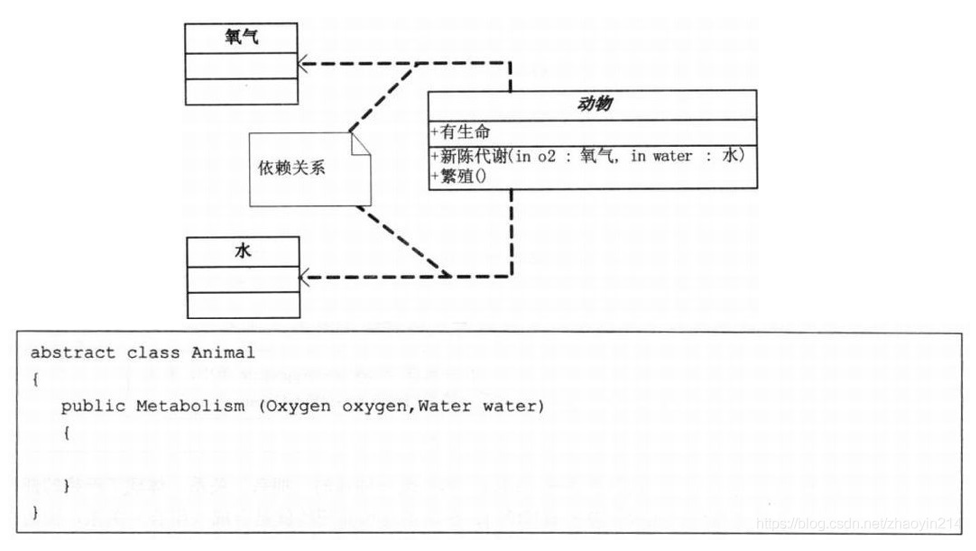 氧气
动物
+有生命
+新陈代谢(in o2 : 氧气, in water : 水)
+繁殖()
依赖关系
水
abstract class Animal
{
public Metabolism (Oxygen oxygen,Water water)
{
}
}
https://blog.csdn.net/zhaoyin214